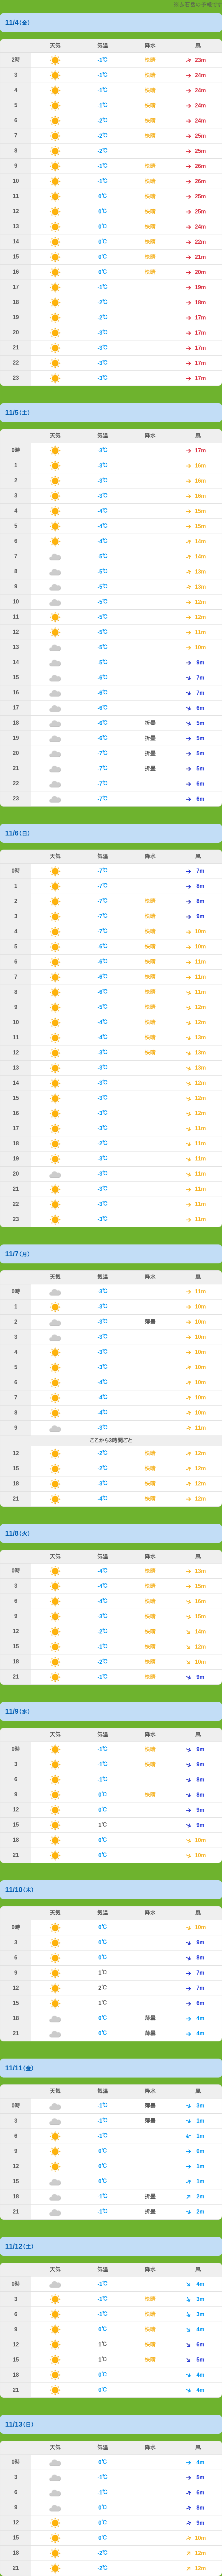 の予報です
11/4(金)
天気 気温 降水 風
2時 -1℃ 快晴 23m
3 -1℃ 快晴 24m
4 -1℃ 快晴 24m
5 -1℃ 快晴 24m
6 -2℃ 快晴 24m
7 -2℃ 快晴 25m
8 -2℃ 25m
9 -1℃ 快晴 26m
10 -1℃ 快晴 26m
11 0℃ 快晴 25m
12 0℃ 快晴 25m
13 0℃ 快晴 24m
14 0℃ 快晴 22m
15 0℃ 快晴 21m
16 0℃ 快晴 20m
17 -1℃ 19m
18 -2℃ 18m
19 -2℃ 17m
20 -3℃ 17m
21 -3℃ 17m
22 -3℃ 17m
23 -3℃ 17m
11/5(土)
天気 気温 降水 風
0時 -3℃ 17m
1 -3℃ 16m
2 -3℃ 16m
3 -3℃ 16m
4 -4℃ 15m
5 -4℃ 15m
6 -4℃ 14m
7 -5℃ 14m
8 -5℃ 13m
9 -5℃ 13m
10 -5℃ 12m
11 -5℃ 12m
12 -5℃ 11m
13 -5℃ 10m
14 -5℃ 9m
15 -6℃ 7m
16 -6℃ 7m
17 -6℃ 6m
18 -6℃ 折曇 5m
19 -6℃ 折曇 5m
20 -7℃ 折曇 5m
21 -7℃ 折曇 5m
22 -7℃ 6m
23 -7℃ 6m
11/6(日)
天気 気温 降水 風
0時 -7℃ 7m
1 -7℃ 8m
2 -7℃ 快晴 8m
3 -7℃ 快晴 9m
4 -7℃ 快晴 10m
5 -6℃ 快晴 10m
6 -6℃ 快晴 11m
7 -6℃ 快晴 11m
8 -6℃ 快晴 11m
9 -5℃ 快晴 12m
10 -4℃ 快晴 12m
11 -4℃ 快晴 13m
12 -3℃ 快晴 13m
13 -3℃ 13m
14 -3℃ 12m
15 -3℃ 12m
16 -3℃ 12m
17 -3℃ 11m
18 -2℃ 11m
19 -3℃ 11m
20 -3℃ 11m
21 -3℃ 11m
22 -3℃ 11m
23 -3℃ 11m
11/7(月)
天気 気温 降水 風
0時 -3℃ 11m
1 -3℃ 10m
2 -3℃ 薄曇 10m
3 -3℃ 10m
4 -3℃ 10m
5 -3℃ 10m
6 -4℃ 10m
7 -4℃ 10m
8 -4℃ 10m
9 -3℃ 11m
ここから3時間ごと
12 -2℃ 快晴 12m
15 -2℃ 快晴 12m
18 -3℃ 快晴 12m
21 -4℃ 快晴 12m
11/8(火)
天気 気温 降水 風
0時 -4℃ 快晴 13m
3 -4℃ 快晴 15m
6 -4℃ 快晴 16m
9 -3℃ 快晴 15m
12 -2℃ 快晴 14m
15 -1℃ 快晴 12m
18 -2℃ 快晴 10m
21 -1℃ 快晴 9m
11/9(水)
天気 気温 降水 風
0時 -1℃ 快晴 9m
3 -1℃ 快晴 9m
6 -1℃ 快晴 8m
9 0℃ 快晴 8m
12 0℃ 9m
15 1℃ 9m
18 0℃ 10m
21 0℃ 10m
11/10(木)
天気 気温 降水 風
0時 0℃ 10m
3 0℃ 9m
6 0℃ 8m
9 1℃ 7m
12 2℃ 7m
15 1℃ 6m
18 0℃ 薄曇 4m
21 0℃ 薄曇 4m
11/11(金)
天気 気温 降水 風
0時 -1℃ 薄曇 3m
3 -1℃ 薄曇 1m
6 -1℃ 1m
9 0℃ 0m
12 0℃ 1m
15 0℃ 1m
18 -1℃ 折曇 2m
21 -1℃ 折曇 2m
11/12(土)
天気 気温 降水 風
0時 -1℃ 4m
3 -1℃ 快晴 3m
6 -1℃ 快晴 3m
9 0℃ 快晴 4m
12 1℃ 快晴 6m
15 1℃ 快晴 5m
18 0℃ 4m
21 0℃ 4m
11/13(日)
天気 気温 降水 風
0時 0℃ 4m
3 -1℃ 5m
6 -1℃ 6m
9 0℃ 8m
12 0℃ 9m
15 0℃ 10m
18 -2℃ 12m
21 -2℃ 12m